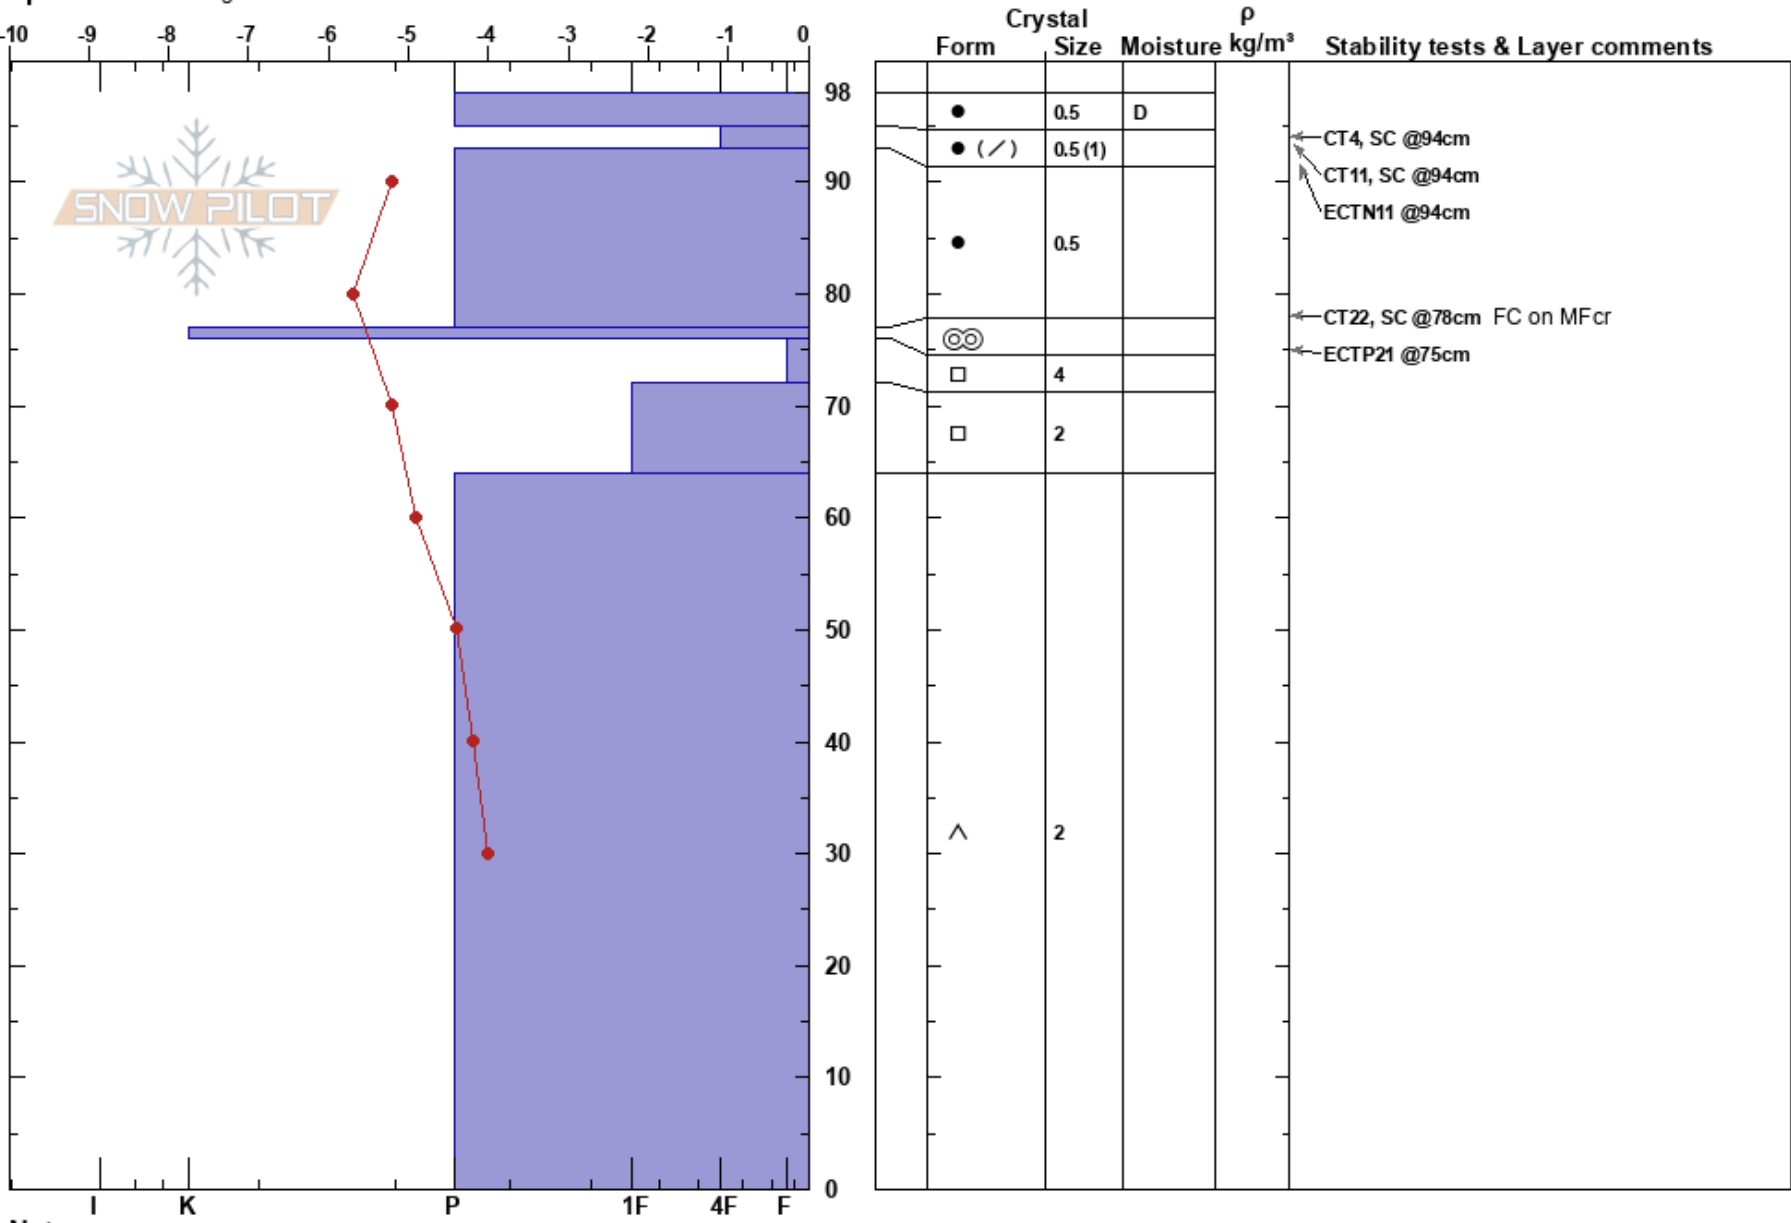 Crystal ρ
-10 -9 -8 -7 -6 -5 -4 -3 -2 -1 0 Form Size Moisture kg/m³ Stability tests & Layer comments
98
0.5 D
CT4, SC @94cm
0.5 (1)
CT11, SC @94cm
90
SNOW PILOT
ECTN11 @94cm
0.5
80
CT22, SC @78cm FC on MFcr
ECTP21 @75cm
4
70
2
60
50
40
2
30
20
10
0
I K P 1F 4F F